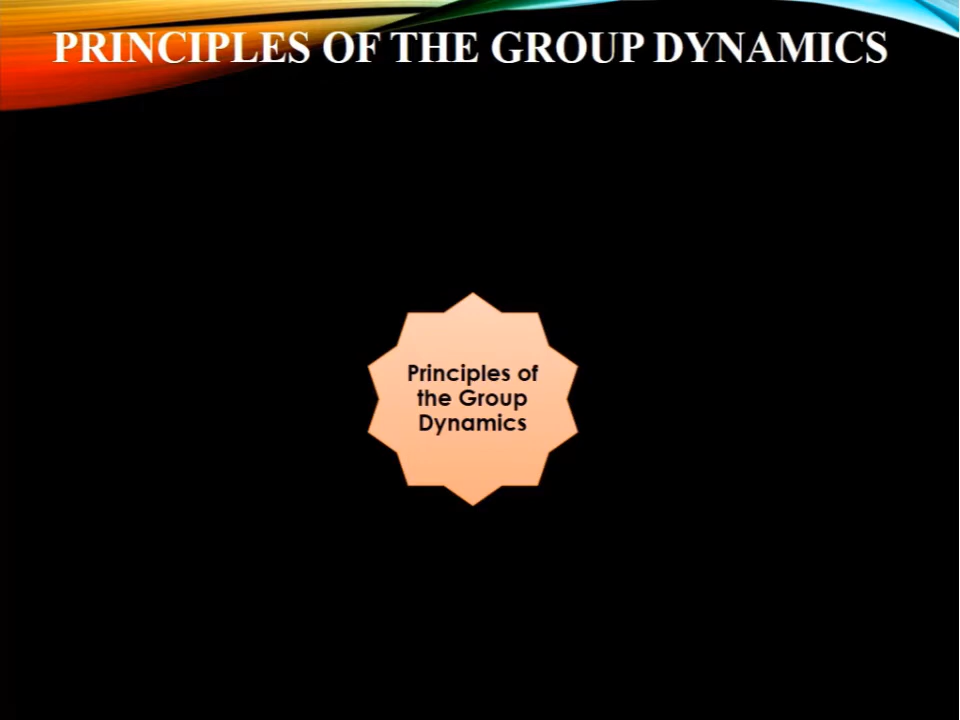 PRINCIPLES OF THE GROUP DYNAMICS
Principles of
the Group
Dynamics